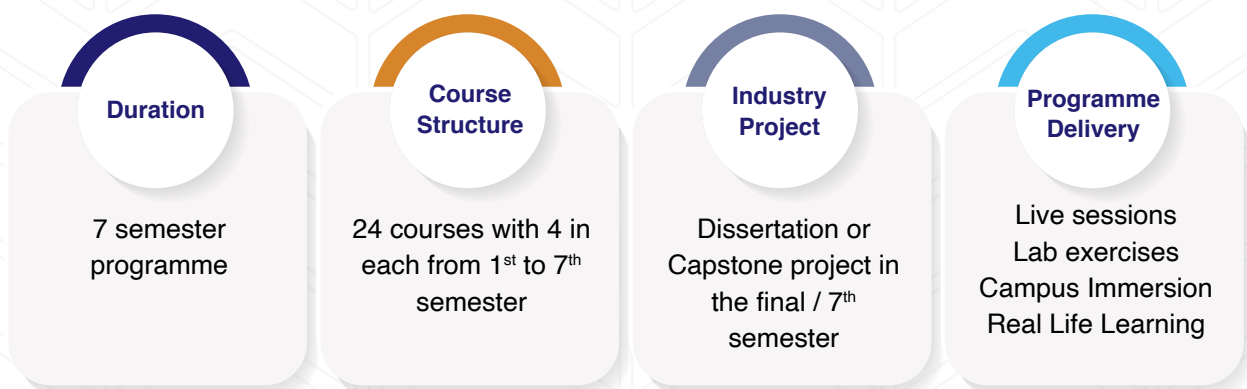 Duration
7 semester
programme
Course
Structure
24 courses with 4 in
each from 1st to 7th
semester
Industry
Project
Dissertation or
Capstone project in
the final / 7th
semester
Programme
Delivery
Live sessions
Lab exercises
Campus Immersion
Real Life Learning